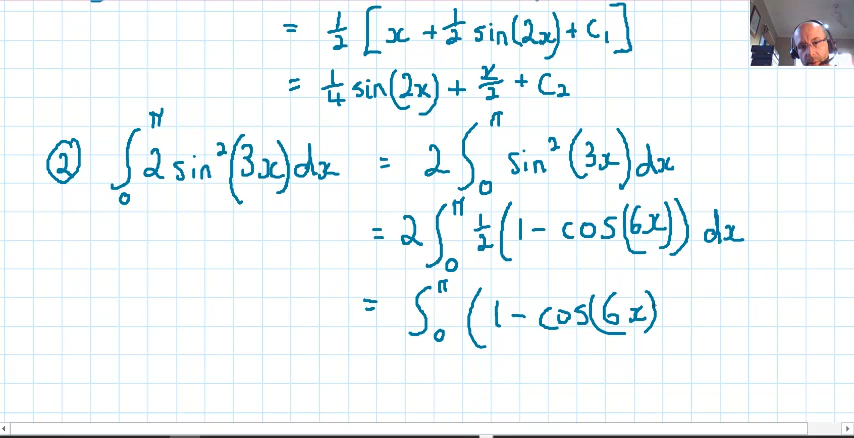 = 1/2 [ x + 1/2 sin(2x) + C₁ ]
= 1/4 sin(2x) + x/2 + C₂
② ∫₀^π 2 sin²(3x) dx = 2 ∫₀^π sin²(3x) dx
= 2 ∫₀^π 1/2 (1 - cos(6x)) dx
= ∫₀^π (1 - cos(6x)